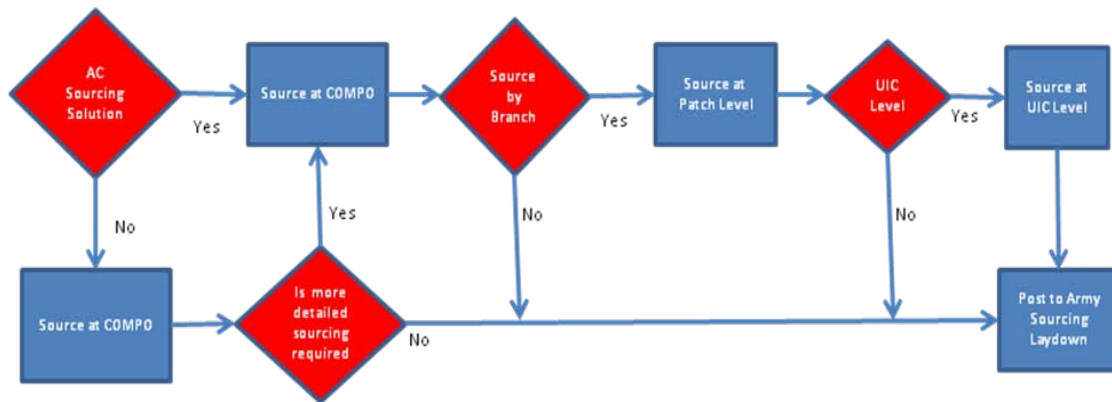 AC
Sourcing
Solution
Yes
Source at COMPO
Source
by
Branch
Yes
Source at
Patch Level
UIC
Level
Yes
Source at
UIC Level
No
Yes
No
No
Source at COMPO
Is more
detailed
sourcing
required
No
Post to Army
Sourcing
Laydown